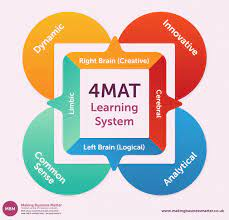 Dynamic
Innovative
Right Brain (Creative)
Limbic
4MAT
Learning
System
Cerebral
Left Brain (Logical)
Common
Sense
Analytical
MBM
Making Business Matter
www.makingbusinessmatter.co.uk